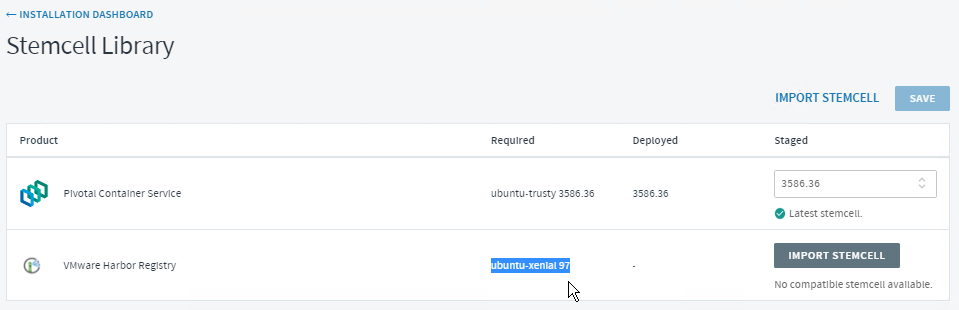 ← INSTALLATION DASHBOARD
Stemcell Library
IMPORT STEMCELL SAVE
Product Required Deployed Staged
Pivotal Container Service ubuntu-trusty 3586.36 3586.36 3586.36
Latest stemcell.
VMware Harbor Registry ubuntu-xenial 97 - IMPORT STEMCELL
No compatible stemcell available.